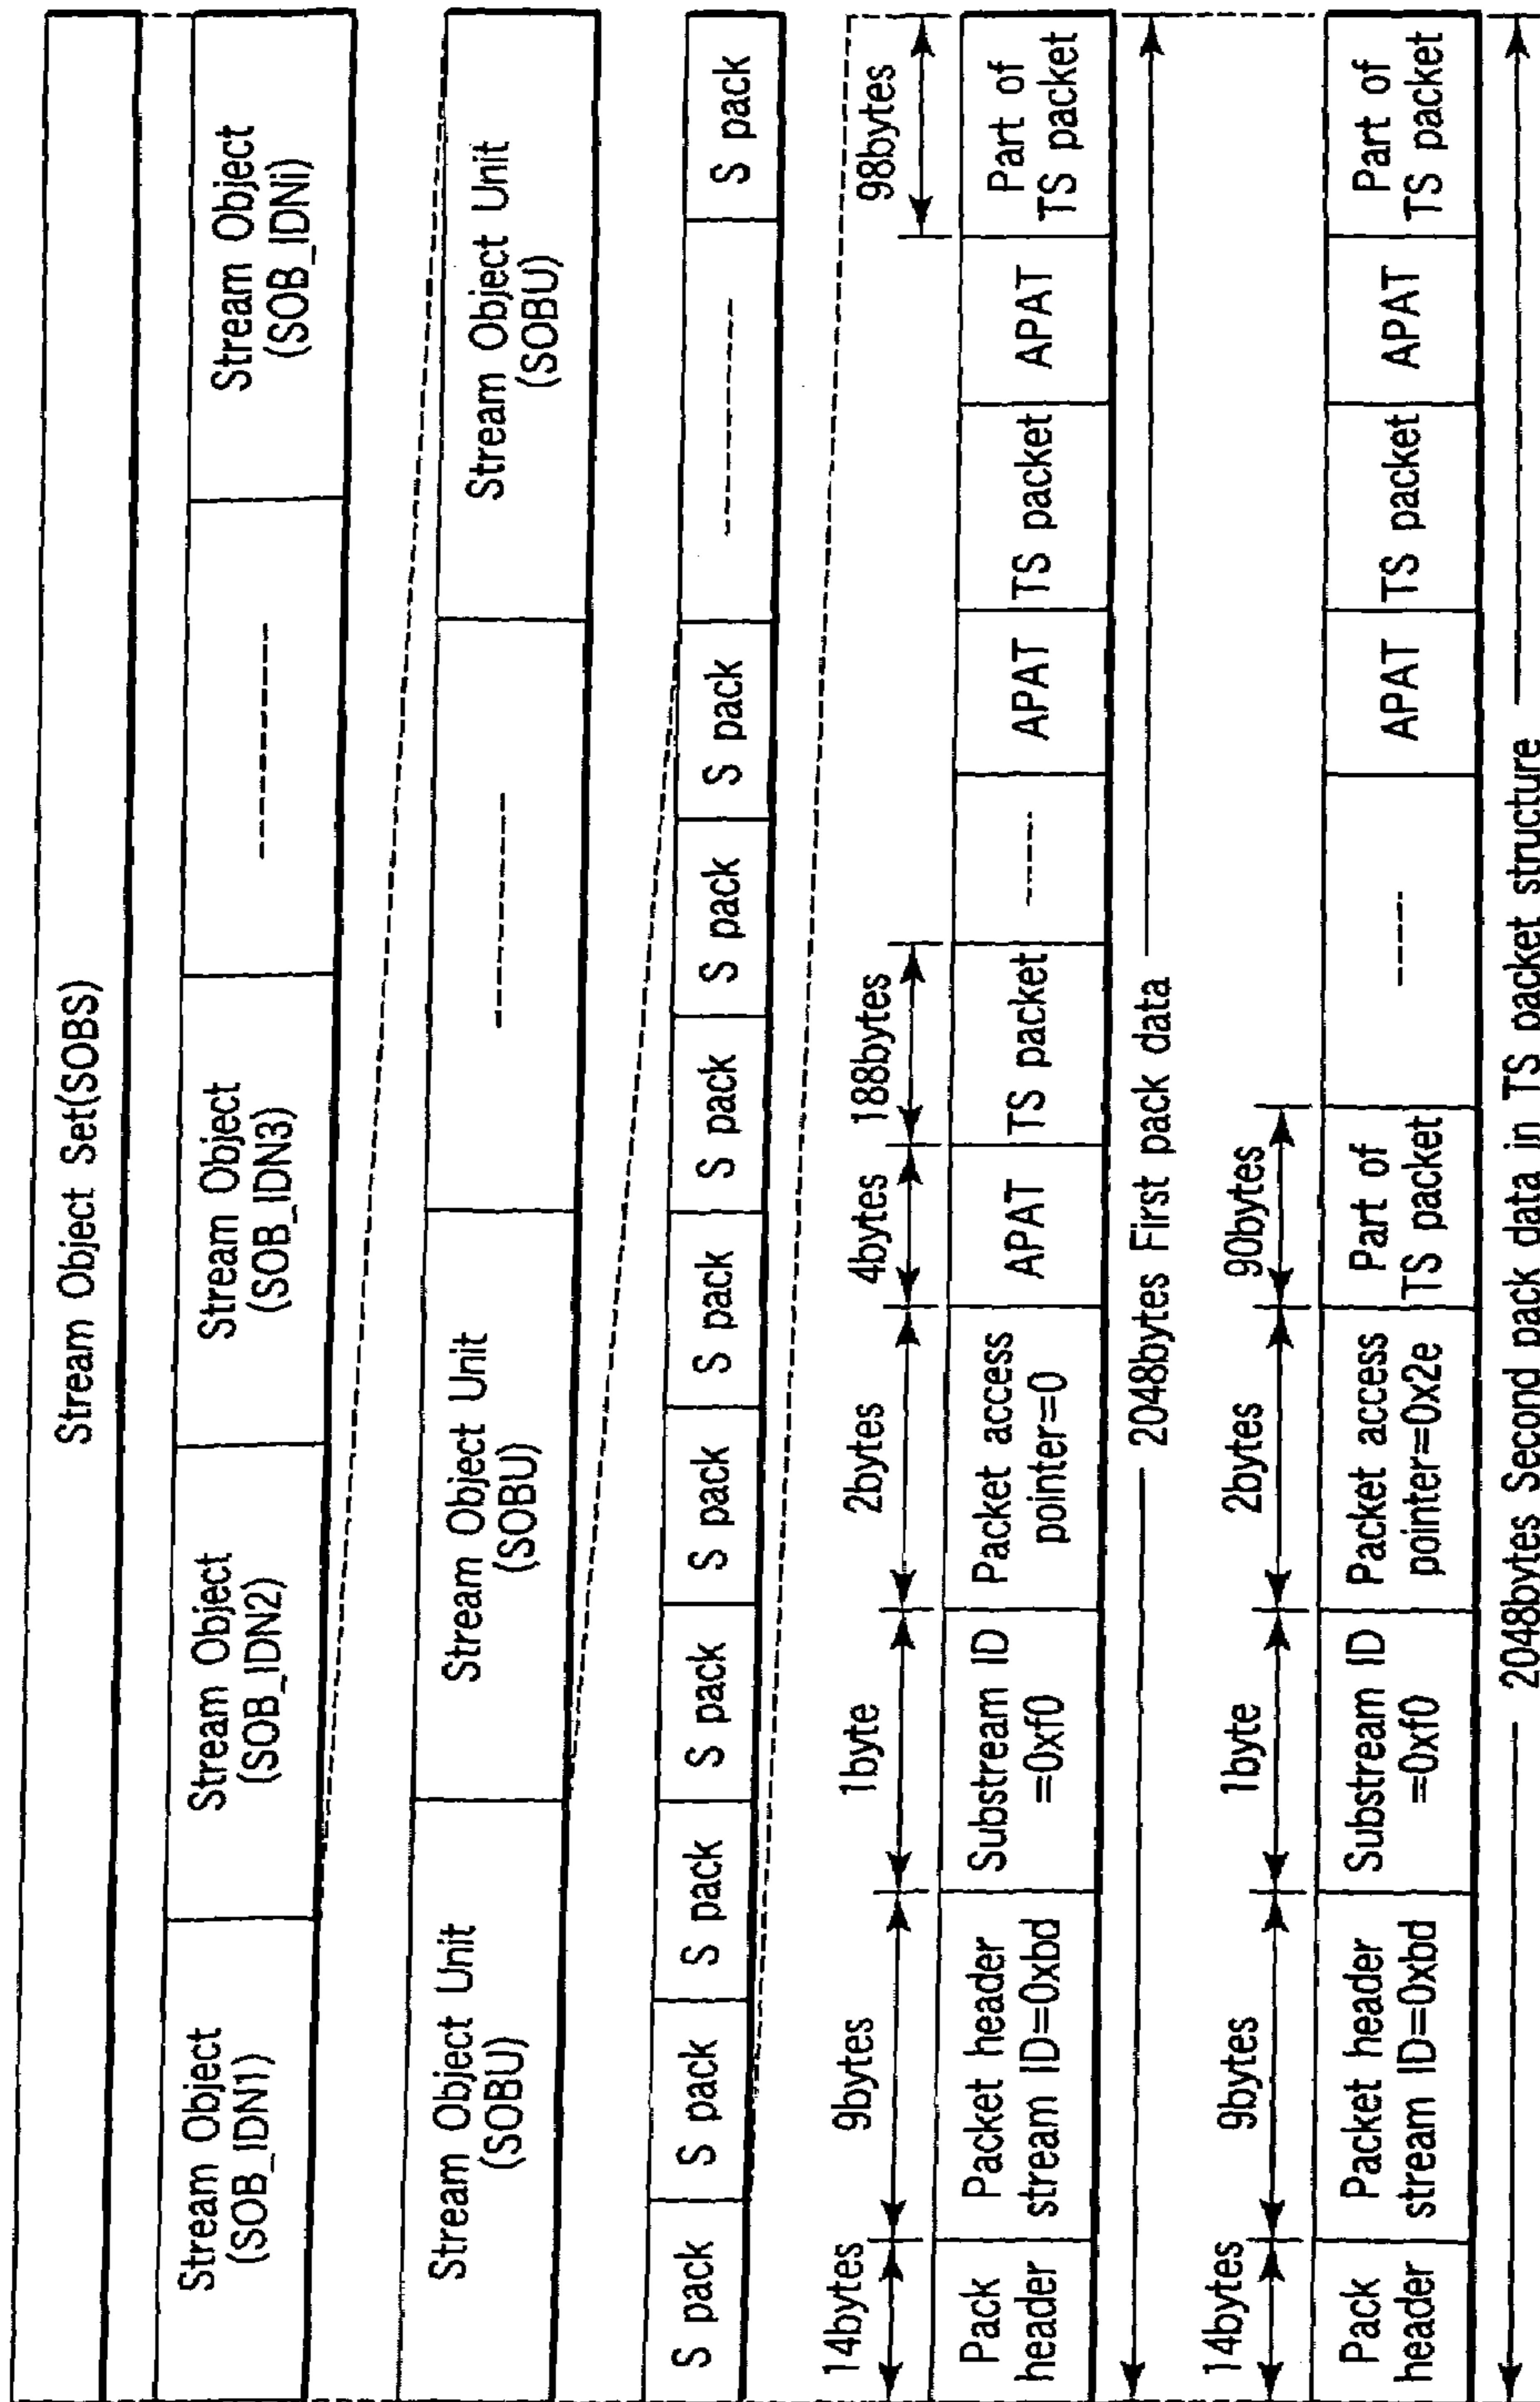 Stream Object Set(SOBS)
Stream Object
(SOB_IDN1)
Stream Object
(SOB_IDN2)
Stream Object
(SOB_IDN3)
Stream Object
(SOB_IDNi)
Stream Object Unit
(SOBU)
Stream Object Unit
(SOBU)
Stream Object Unit
(SOBU)
S pack
S pack
S pack
S pack
S pack
S pack
S pack
S pack
S pack
S pack
14bytes
9bytes
1byte
2bytes
4bytes
188bytes
98bytes
Pack
header
Packet header
stream ID=0xbd
Substream ID
=0xf0
Packet access
pointer=0
APAT
TS packet
APAT
TS packet
APAT
Part of
TS packet
2048bytes First pack data
14bytes
9bytes
1byte
2bytes
90bytes
Pack
header
Packet header
stream ID=0xbd
Substream ID
=0xf0
Packet access
pointer=0x2e
Part of
TS packet
APAT
TS packet
APAT
Part of
TS packet
2048bytes Second pack data in TS packet structure